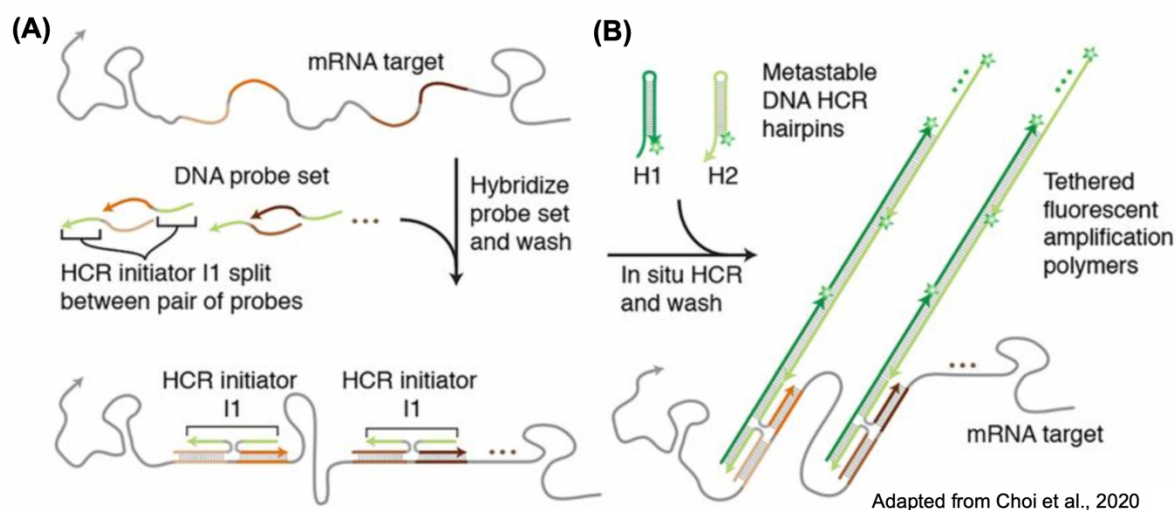 (A)
mRNA target
DNA probe set
HCR initiator I1 split
between pair of probes
Hybridize
probe set
and wash
HCR initiator
I1
HCR initiator
I1
(B)
H1
H2
Metastable
DNA HCR
hairpins
In situ HCR
and wash
Tethered
fluorescent
amplification
polymers
mRNA target
Adapted from Choi et al., 2020